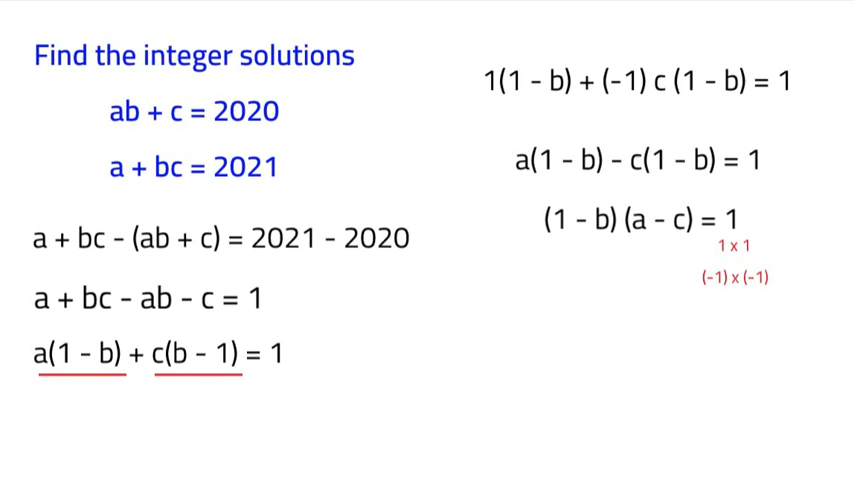 Find the integer solutions
ab + c = 2020
a + bc = 2021
a + bc - (ab + c) = 2021 - 2020
a + bc - ab - c = 1
a(1 - b) + c(b - 1) = 1
1(1 - b) + (-1) c (1 - b) = 1
a(1 - b) - c(1 - b) = 1
(1 - b) (a - c) = 1
1 x 1
(-1) x (-1)